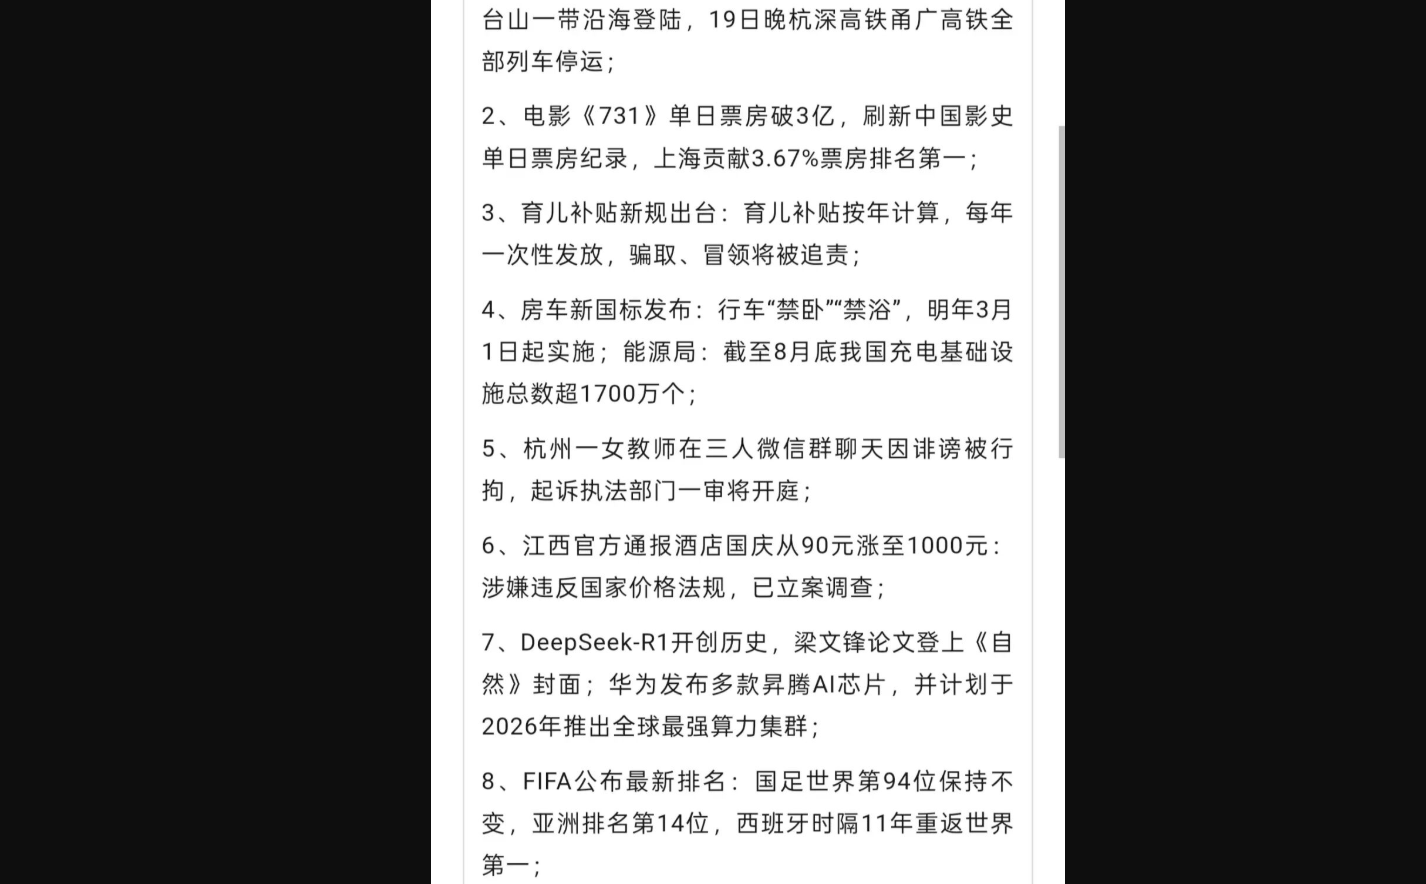 台山一带沿海登陆，19日晚杭深高铁甬广高铁全
部列车停运；
2、电影《731》单日票房破3亿，刷新中国影史
单日票房纪录，上海贡献3.67%票房排名第一；
3、育儿补贴新规出台：育儿补贴按年计算，每年
一次性发放，骗取、冒领将被追责；
4、房车新国标发布：行车“禁卧”“禁浴”，明年3月
1日起实施；能源局：截至8月底我国充电基础设
施总数超1700万个；
5、杭州一女教师在三人微信群聊天因诽谤被行
拘，起诉执法部门一审将开庭；
6、江西官方通报酒店国庆从90元涨至1000元：
涉嫌违反国家价格法规，已立案调查；
7、DeepSeek-R1开创历史，梁文锋论文登上《自
然》封面；华为发布多款昇腾AI芯片，并计划于
2026年推出全球最强算力集群；
8、FIFA公布最新排名：国足世界第94位保持不
变，亚洲排名第14位，西班牙时隔11年重返世界
第一；